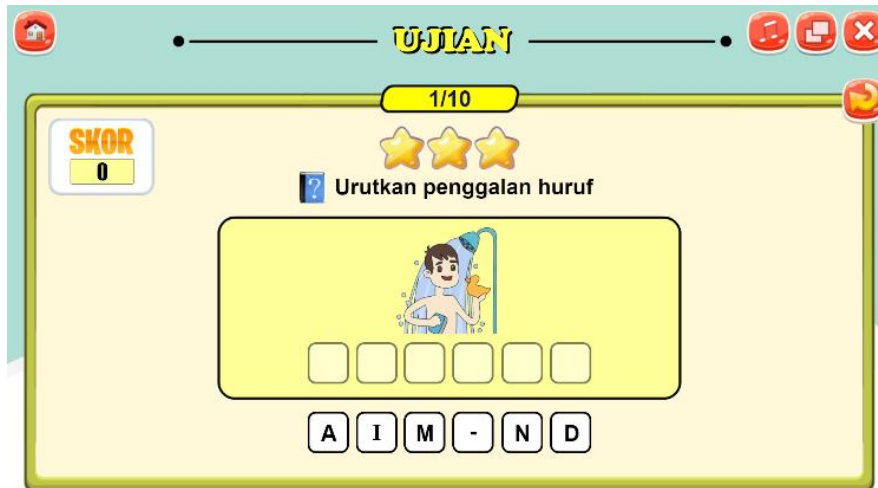 UJIAN
1/10
SKOR
0
Urutkan penggalan huruf
A I M - N D